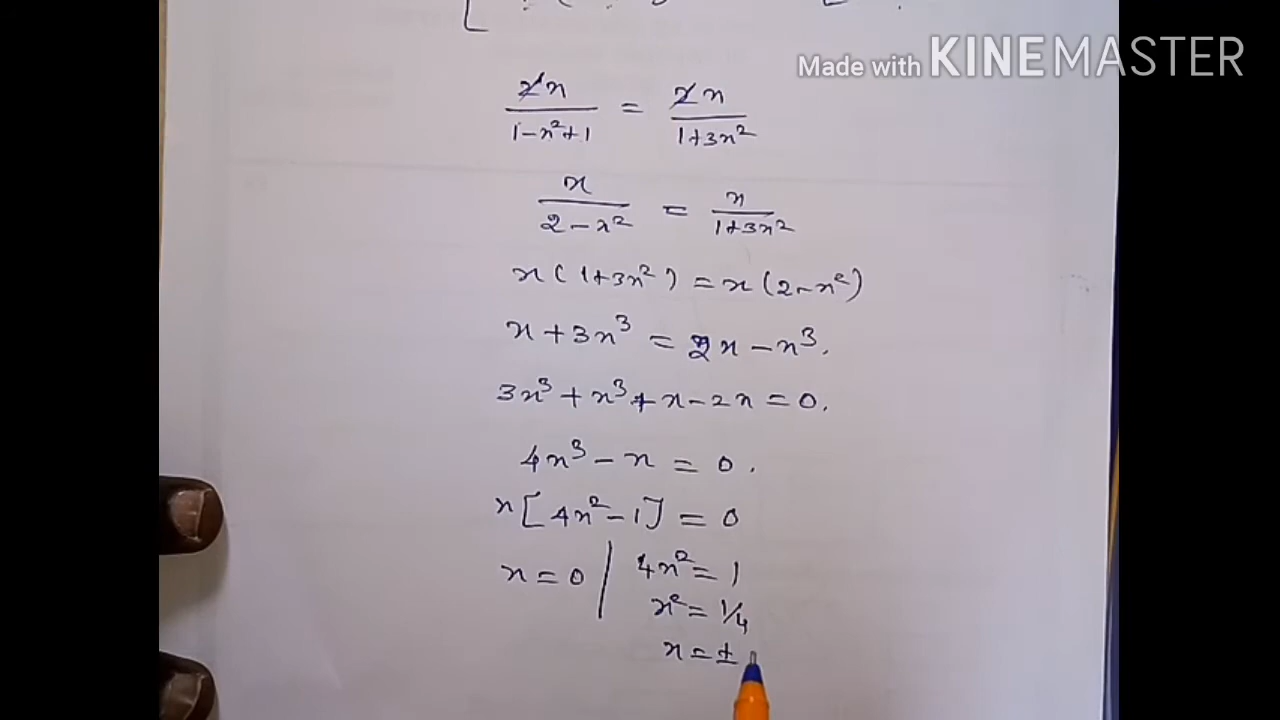 Made with KINEMASTER
2x/(1-x²+1) = 2x/(1+3x²)
x/(2-x²) = x/(1+3x²)
x(1+3x²) = x(2-x²)
x+3x³ = 2x-x³.
3x³+x³+x-2x=0.
4x³-x=0.
x[4x²-1]=0
x=0 | 4x²=1
x²=1/4
x=±